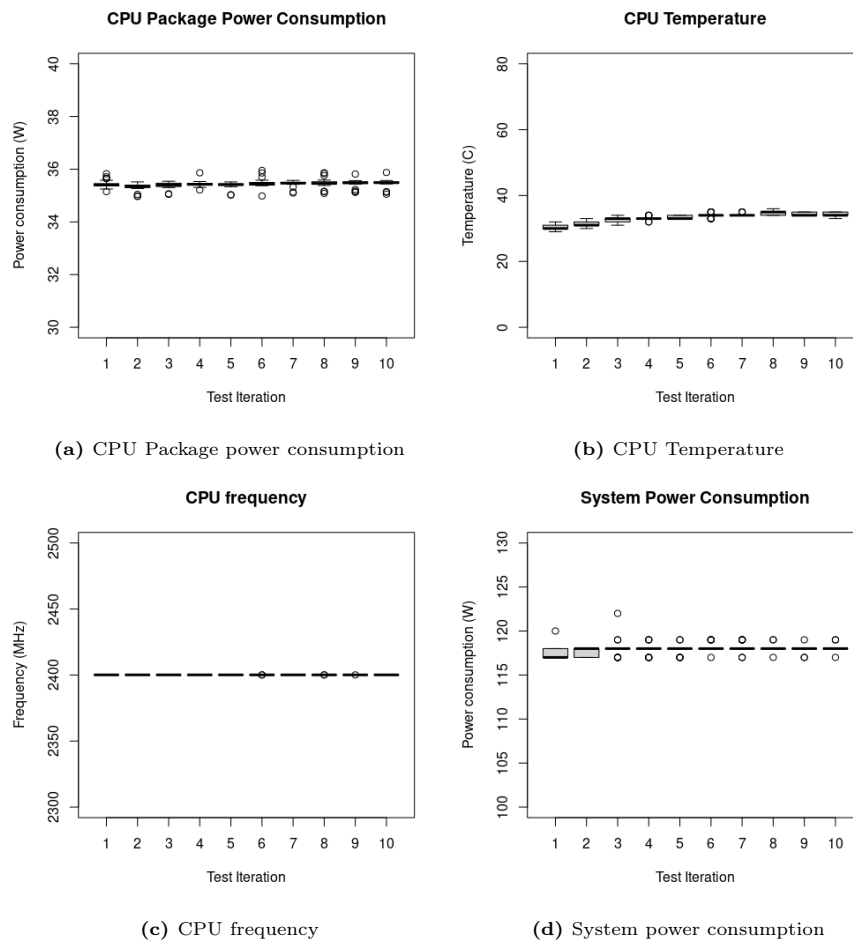 CPU Package Power Consumption
Power consumption (W)
40
38
36
34
32
30
1 2 3 4 5 6 7 8 9 10
Test Iteration
(a) CPU Package power consumption
CPU Temperature
Temperature (C)
80
60
40
20
0
1 2 3 4 5 6 7 8 9 10
Test Iteration
(b) CPU Temperature
CPU frequency
Frequency (MHz)
2500
2450
2400
2350
2300
1 2 3 4 5 6 7 8 9 10
Test Iteration
(c) CPU frequency
System Power Consumption
Power consumption (W)
130
125
120
115
110
105
100
1 2 3 4 5 6 7 8 9 10
Test Iteration
(d) System power consumption